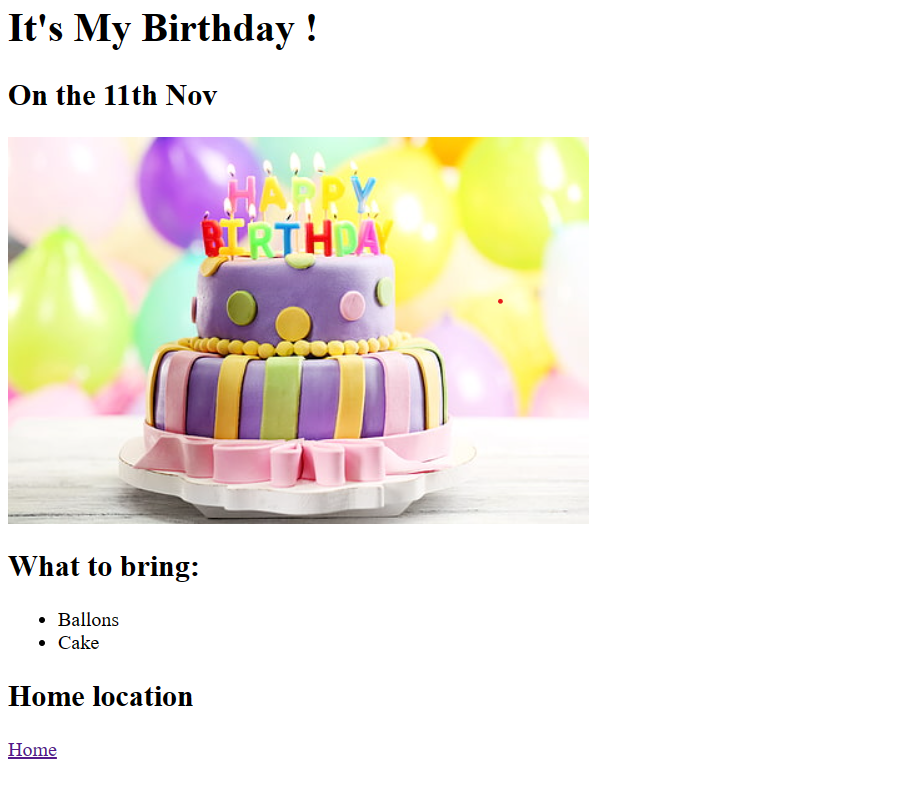 It's My Birthday !
On the 11th Nov
HAPPY
BIRTHDAY
What to bring:
Ballons
Cake
Home location
Home